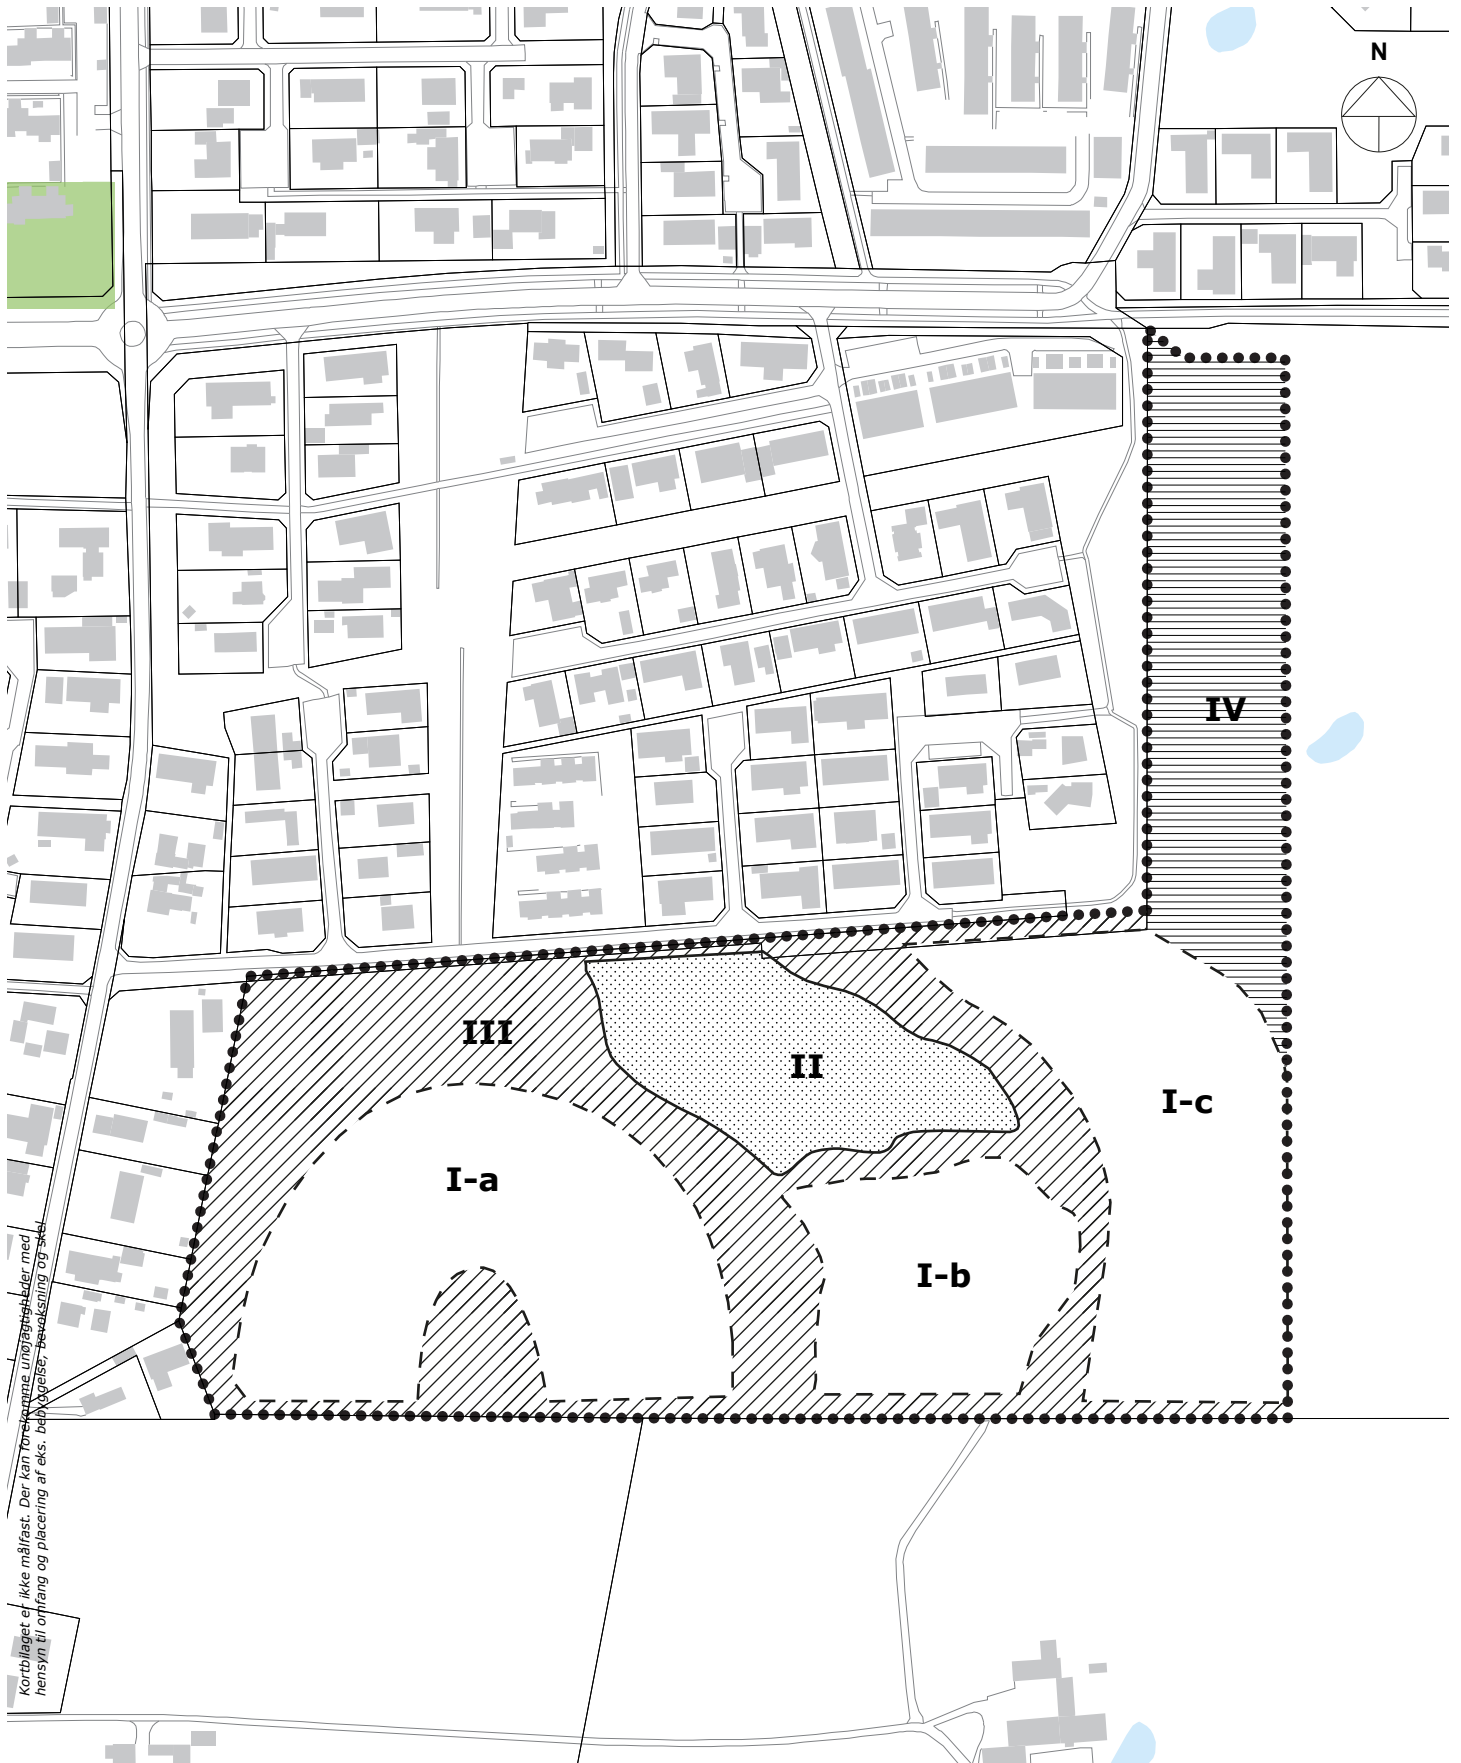 N
IV
III
II
I-c
I-a
I-b
Kortbilaget er ikke målfast. Der kan forekomme unøjagtigheder med
hensyn til omfang og placering af eks. bebyggelse, bevoksning og skel